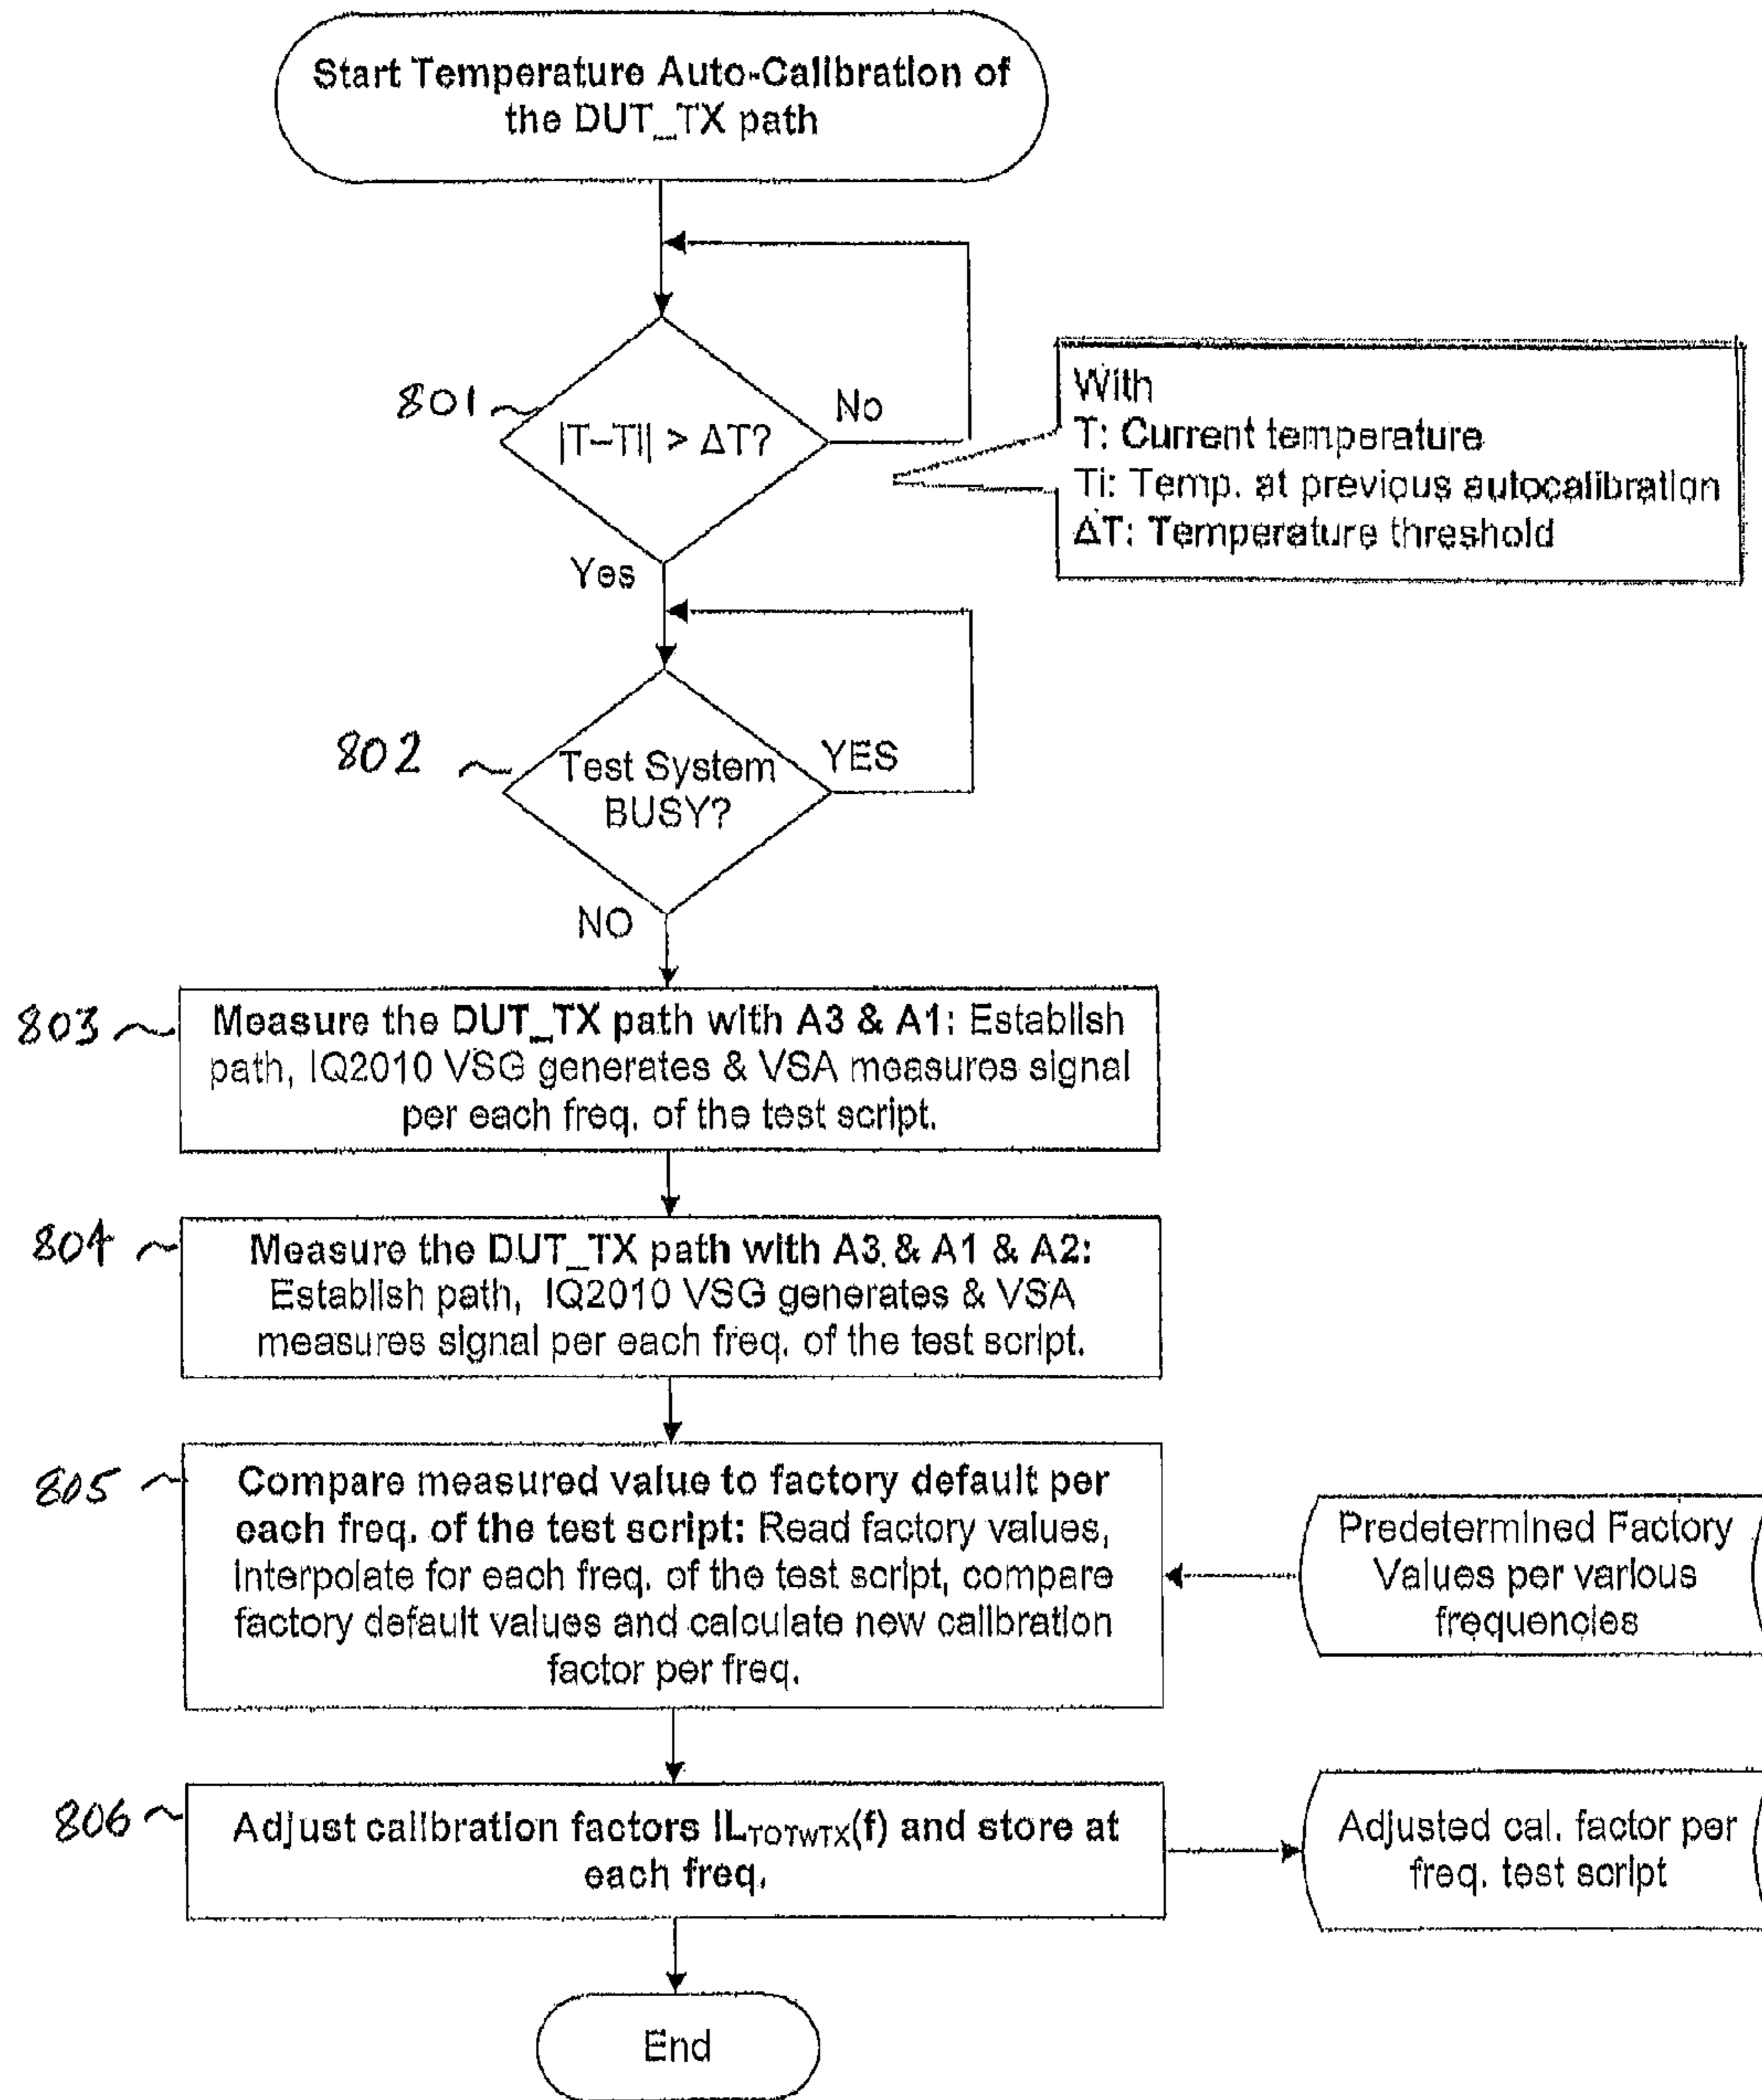 Start Temperature Auto-Calibration of
the DUT_TX path
801
|T–Ti| > ΔT?
No
With
T: Current temperature
Ti: Temp. at previous autocalibration
ΔT: Temperature threshold
Yes
802
Test System
BUSY?
YES
NO
803
Measure the DUT_TX path with A3 & A1: Establish
path, IQ2010 VSG generates & VSA measures signal
per each freq. of the test script.
804
Measure the DUT_TX path with A3 & A1 & A2:
Establish path, IQ2010 VSG generates & VSA
measures signal per each freq. of the test script.
805
Compare measured value to factory default per
each freq. of the test script: Read factory values,
interpolate for each freq. of the test script, compare
factory default values and calculate new calibration
factor per freq.
Predetermined Factory
Values per various
frequencies
806
Adjust calibration factors IL_TOTWTX(f) and store at
each freq.
Adjusted cal. factor per
freq. test script
End